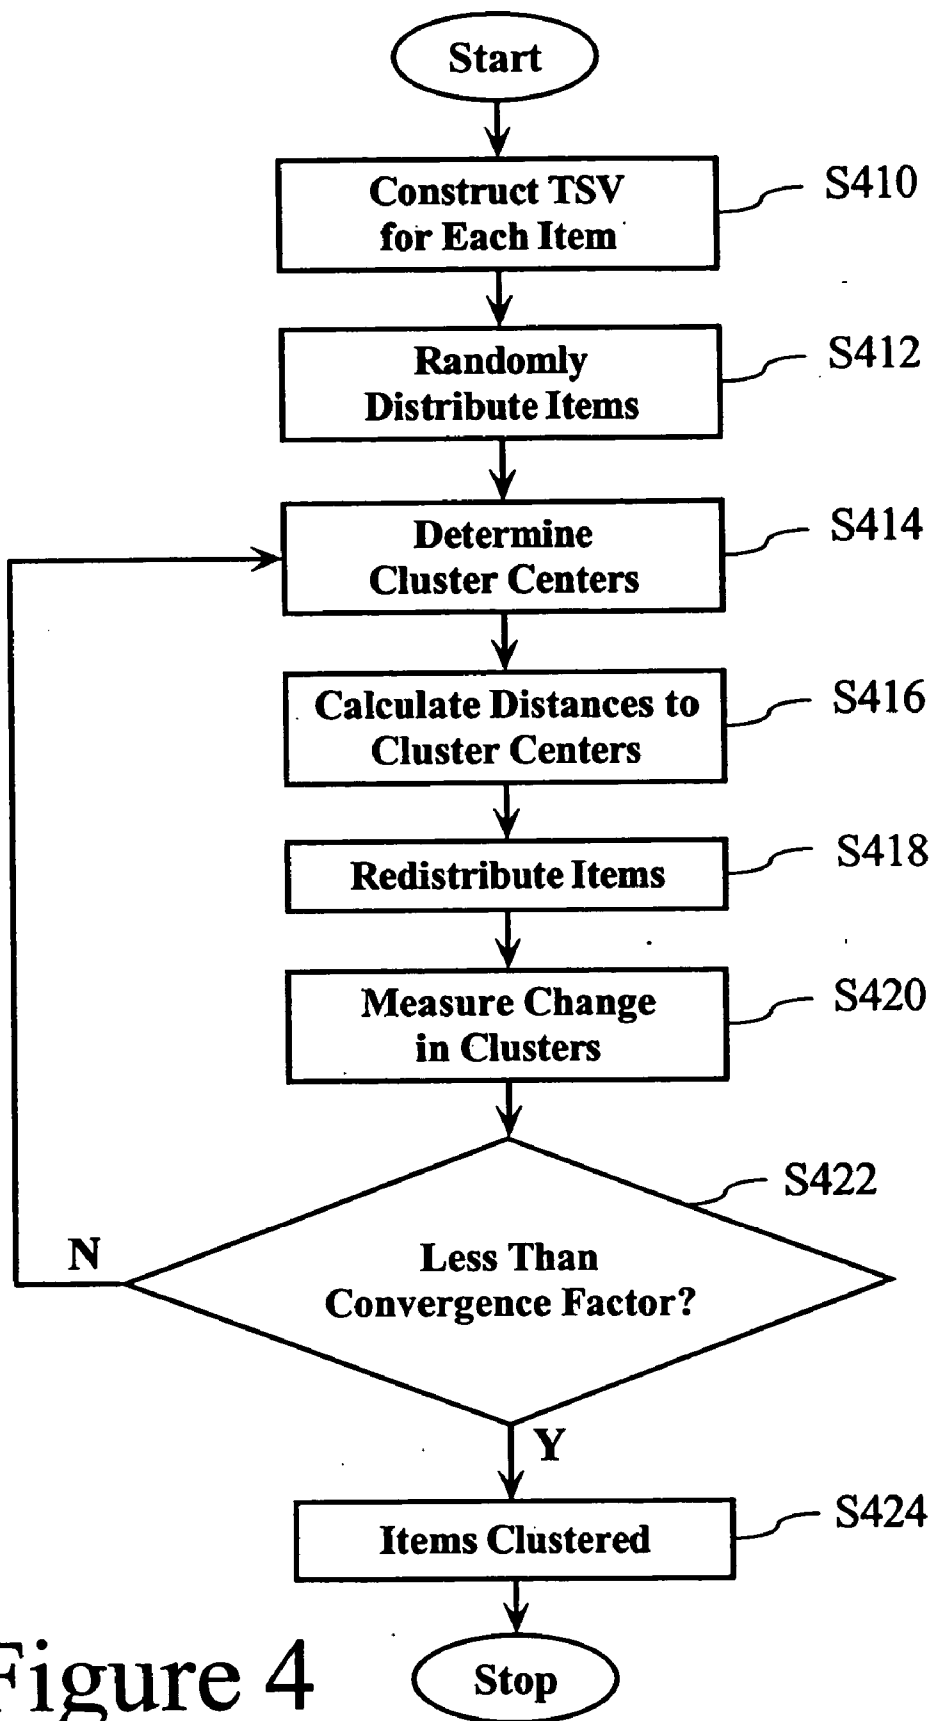 Start
Construct TSV
for Each Item
S410
Randomly
Distribute Items
S412
Determine
Cluster Centers
S414
Calculate Distances to
Cluster Centers
S416
Redistribute Items
S418
Measure Change
in Clusters
S420
Less Than
Convergence Factor?
S422
N
Y
Items Clustered
S424
Stop
Figure 4